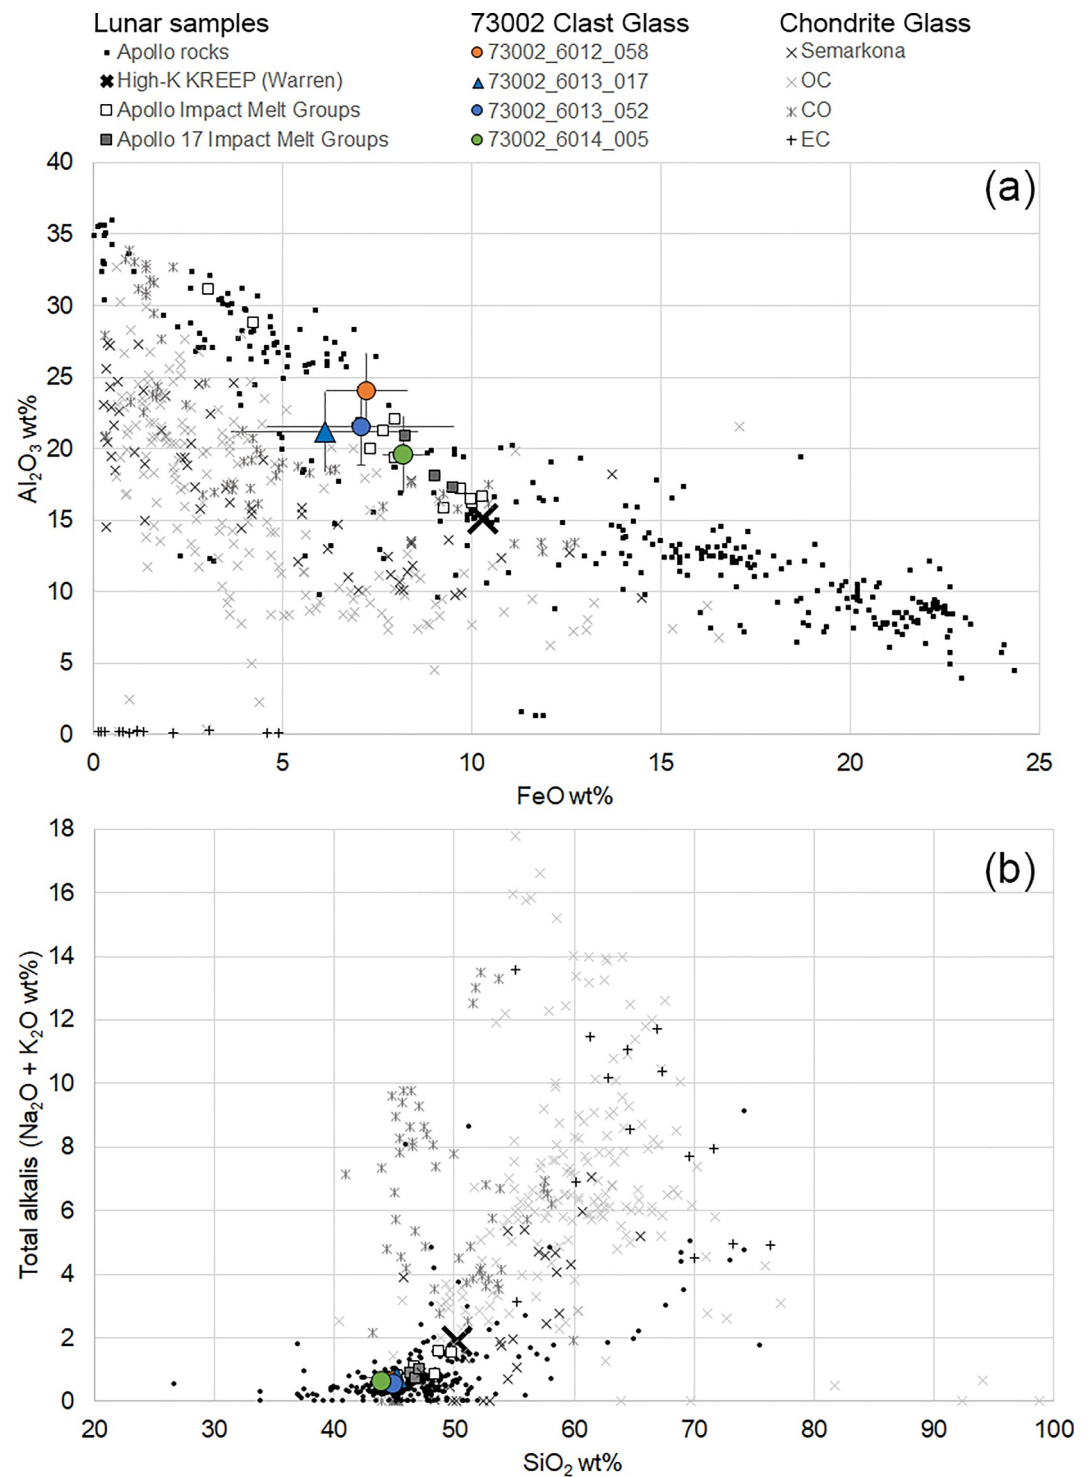 Lunar samples 73002 Clast Glass Chondrite Glass
Apollo rocks 73002_6012_058 Semarkona
High-K KREEP (Warren) 73002_6013_017 OC
Apollo Impact Melt Groups 73002_6013_052 CO
Apollo 17 Impact Melt Groups 73002_6014_005 EC
(a)
40
35
30
25
20
15
10
5
0
Al₂O₃ wt%
0 5 10 15 20 25
FeO wt%
(b)
18
16
14
12
10
8
6
4
2
0
Total alkalis (Na₂O + K₂O wt%)
20 30 40 50 60 70 80 90 100
SiO₂ wt%